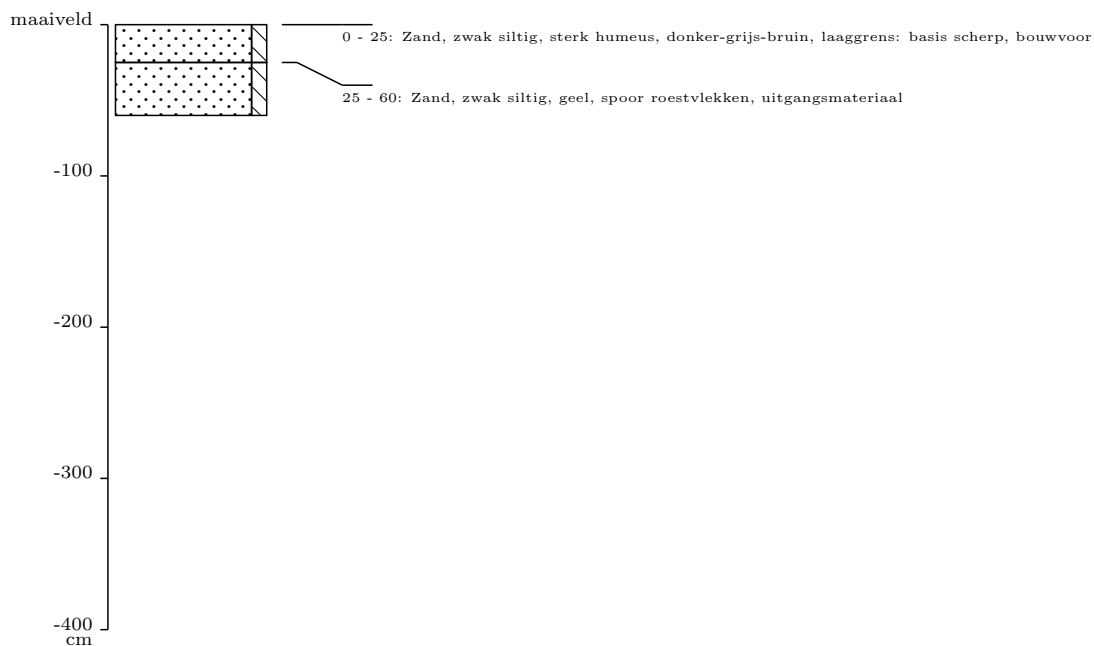 maaiveld
0 - 25: Zand, zwak siltig, sterk humeus, donker-grijs-bruin, laaggrens: basis scherp, bouwvoor
25 - 60: Zand, zwak siltig, geel, spoor roestvlekken, uitgangsmateriaal
-100
-200
-300
-400
cm